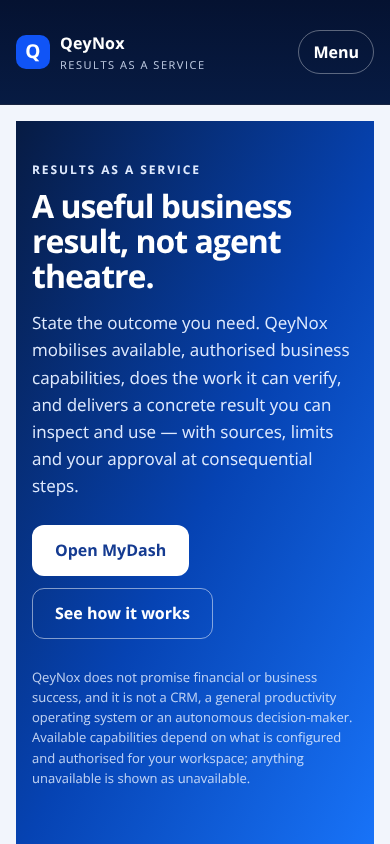 Q
QeyNox
RESULTS AS A SERVICE
Menu
RESULTS AS A SERVICE
A useful business
result, not agent
theatre.
State the outcome you need. QeyNox
mobilises available, authorised business
capabilities, does the work it can verify,
and delivers a concrete result you can
inspect and use — with sources, limits
and your approval at consequential
steps.
Open MyDash
See how it works
QeyNox does not promise financial or business
success, and it is not a CRM, a general productivity
operating system or an autonomous decision-maker.
Available capabilities depend on what is configured
and authorised for your workspace; anything
unavailable is shown as unavailable.